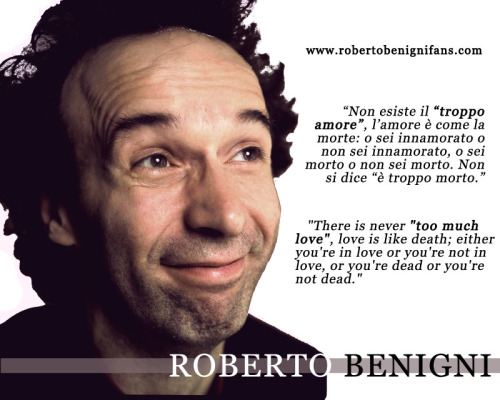 www.robertobenignifans.com
“Non esiste il “troppo
amore”, l’amore è come la
morte: o sei innamorato o
non sei innamorato, o sei
morto o non sei morto. Non
si dice “è troppo morto.”
"There is never "too much
love", love is like death; either
you're in love or you're not in
love, or you're dead or you're
not dead."
ROBERTO BENIGNI